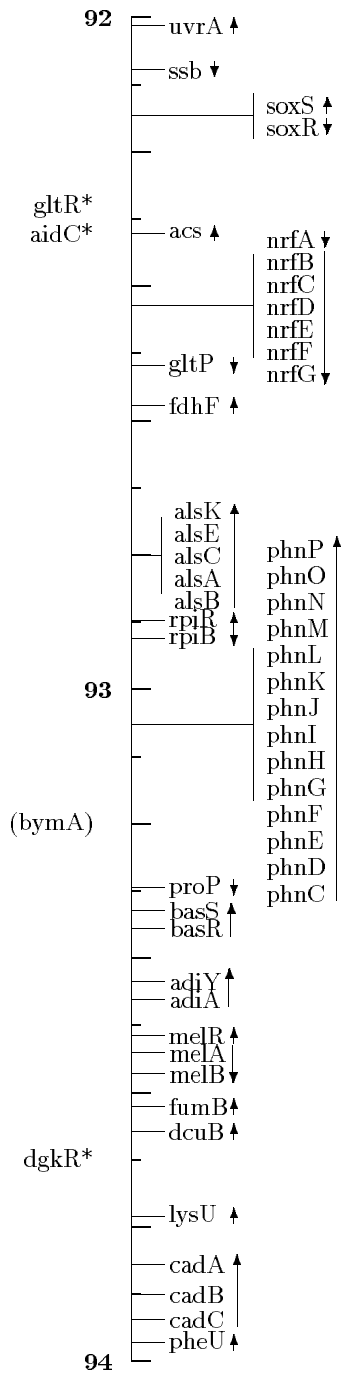 92
uvrA
ssb
soxS
soxR
gltR*
aidC*
acs
nrfA
nrfB
nrfC
nrfD
nrfE
nrfF
nrfG
gltP
fdhF
alsK
alsE
alsC
alsA
alsB
rpiR
rpiB
phnP
phnO
phnN
phnM
phnL
phnK
phnJ
phnI
phnH
phnG
phnF
phnE
phnD
phnC
93
(bymA)
proP
basS
basR
adiY
adiA
melR
melA
melB
fumB
dcuB
dgkR*
lysU
cadA
cadB
cadC
pheU
94